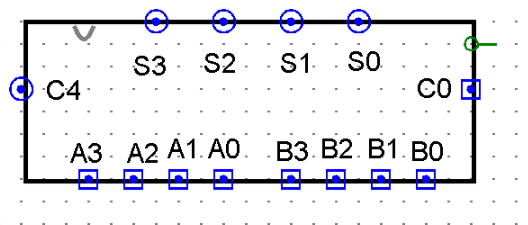 S3 S2 S1 S0
C4 C0
A3 A2 A1 A0 B3 B2 B1 B0